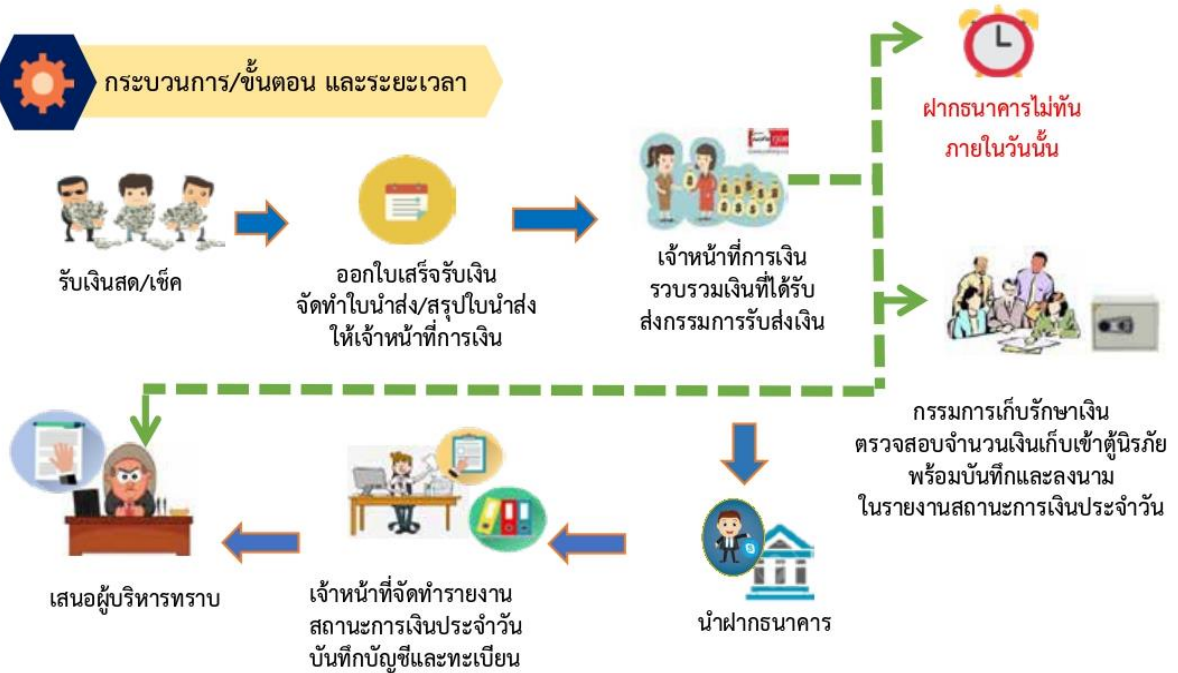 กระบวนการ/ขั้นตอน และระยะเวลา
ฝากธนาคารไม่ทัน
ภายในวันนั้น
รับเงินสด/เช็ค
ออกใบเสร็จรับเงิน
จัดทำใบนำส่ง/สรุปใบนำส่ง
ให้เจ้าหน้าที่การเงิน
เจ้าหน้าที่การเงิน
รวบรวมเงินที่ได้รับ
ส่งกรรมการรับส่งเงิน
กรรมการเก็บรักษาเงิน
ตรวจสอบจำนวนเงินเก็บเข้าตู้นิรภัย
พร้อมบันทึกและลงนาม
ในรายงานสถานะการเงินประจำวัน
นำฝากธนาคาร
เจ้าหน้าที่จัดทำรายงาน
สถานะการเงินประจำวัน
บันทึกบัญชีและทะเบียน
เสนอผู้บริหารทราบ